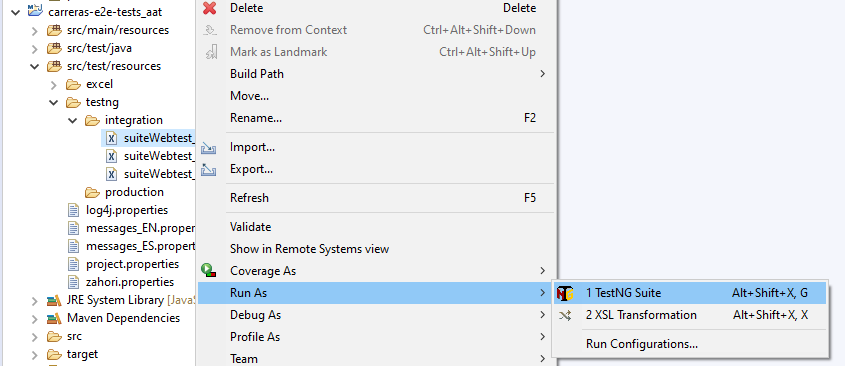 carreras-e2e-tests_aat
src/main/resources
src/test/java
src/test/resources
excel
testng
integration
suiteWebtest_
suiteWebtest_
suiteWebtest_
production
log4j.properties
messages_EN.proper
messages_ES.propert
project.properties
zahori.properties
JRE System Library [JavaS
Maven Dependencies
src
target
Delete Delete
Remove from Context Ctrl+Alt+Shift+Down
Mark as Landmark Ctrl+Alt+Shift+Up
Build Path
Move...
Rename... F2
Import...
Export...
Refresh F5
Validate
Show in Remote Systems view
Coverage As
Run As
Debug As
Profile As
Team
1 TestNG Suite Alt+Shift+X, G
2 XSL Transformation Alt+Shift+X, X
Run Configurations...